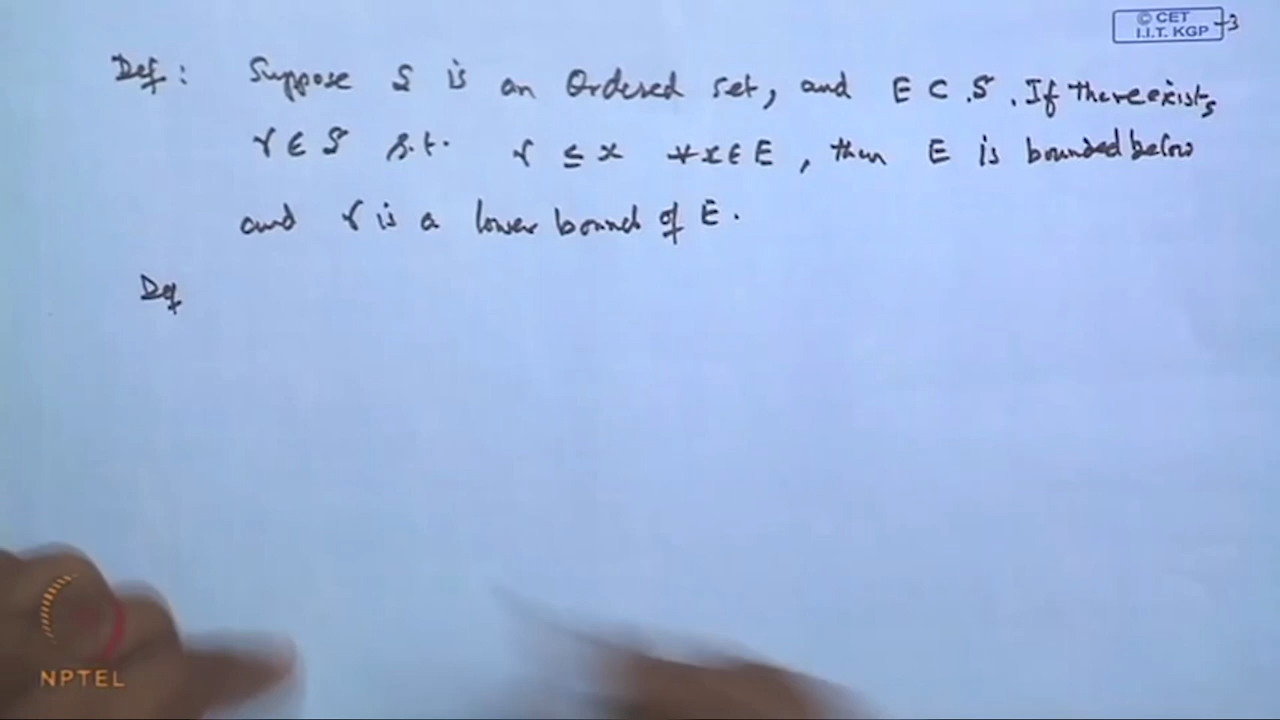 © CET
I.I.T. KGP
-3
Def: Suppose S is an Ordered set, and E ⊂ S. If there exists
γ ∈ S s.t. γ ≤ x ∀ x ∈ E, then E is bounded below
and γ is a lower bound of E.
Def
NPTEL